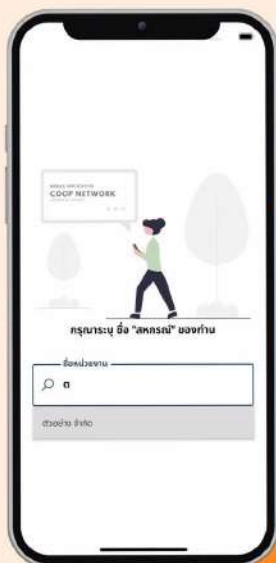 MOBILE APPLICATION
COOP NETWORK
กรุณาระบุ ชื่อ "สหกรณ์" ของท่าน
ชื่อหน่วยงาน
ต
ตัวอย่าง จำกัด